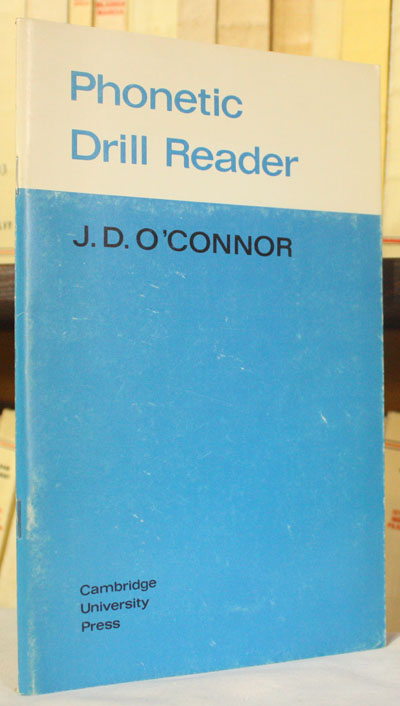 Phonetic
Drill Reader
J. D. O'CONNOR
Cambridge
University
Press